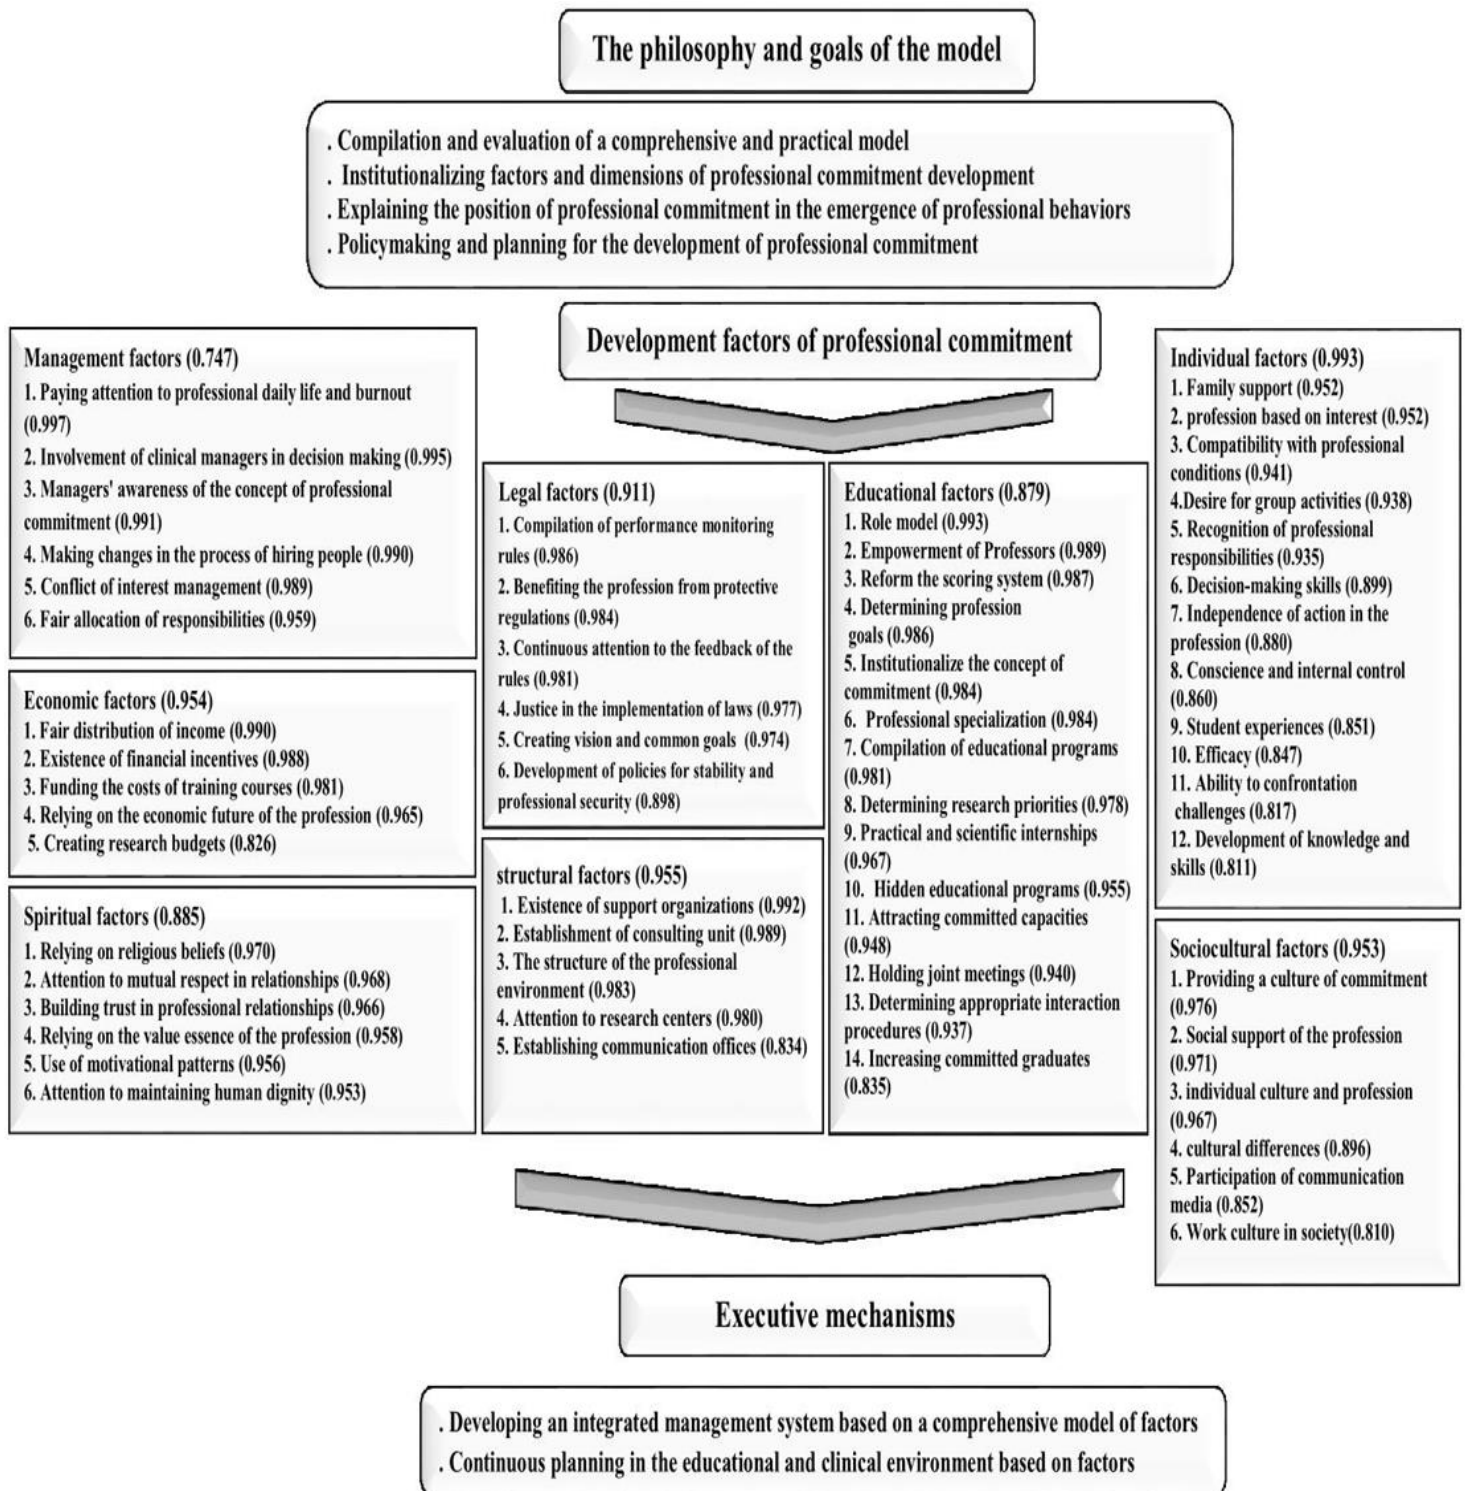 The philosophy and goals of the model
. Compilation and evaluation of a comprehensive and practical model
. Institutionalizing factors and dimensions of professional commitment development
. Explaining the position of professional commitment in the emergence of professional behaviors
. Policymaking and planning for the development of professional commitment
Development factors of professional commitment
Management factors (0.747)
1. Paying attention to professional daily life and burnout
(0.997)
2. Involvement of clinical managers in decision making (0.995)
3. Managers' awareness of the concept of professional
commitment (0.991)
4. Making changes in the process of hiring people (0.990)
5. Conflict of interest management (0.989)
6. Fair allocation of responsibilities (0.959)
Economic factors (0.954)
1. Fair distribution of income (0.990)
2. Existence of financial incentives (0.988)
3. Funding the costs of training courses (0.981)
4. Relying on the economic future of the profession (0.965)
5. Creating research budgets (0.826)
Spiritual factors (0.885)
1. Relying on religious beliefs (0.970)
2. Attention to mutual respect in relationships (0.968)
3. Building trust in professional relationships (0.966)
4. Relying on the value essence of the profession (0.958)
5. Use of motivational patterns (0.956)
6. Attention to maintaining human dignity (0.953)
Legal factors (0.911)
1. Compilation of performance monitoring
rules (0.986)
2. Benefiting the profession from protective
regulations (0.984)
3. Continuous attention to the feedback of the
rules (0.981)
4. Justice in the implementation of laws (0.977)
5. Creating vision and common goals (0.974)
6. Development of policies for stability and
professional security (0.898)
structural factors (0.955)
1. Existence of support organizations (0.992)
2. Establishment of consulting unit (0.989)
3. The structure of the professional
environment (0.983)
4. Attention to research centers (0.980)
5. Establishing communication offices (0.834)
Educational factors (0.879)
1. Role model (0.993)
2. Empowerment of Professors (0.989)
3. Reform the scoring system (0.987)
4. Determining profession
goals (0.986)
5. Institutionalize the concept of
commitment (0.984)
6. Professional specialization (0.984)
7. Compilation of educational programs
(0.981)
8. Determining research priorities (0.978)
9. Practical and scientific internships
(0.967)
10. Hidden educational programs (0.955)
11. Attracting committed capacities
(0.948)
12. Holding joint meetings (0.940)
13. Determining appropriate interaction
procedures (0.937)
14. Increasing committed graduates
(0.835)
Individual factors (0.993)
1. Family support (0.952)
2. profession based on interest (0.952)
3. Compatibility with professional
conditions (0.941)
4.Desire for group activities (0.938)
5. Recognition of professional
responsibilities (0.935)
6. Decision-making skills (0.899)
7. Independence of action in the
profession (0.880)
8. Conscience and internal control
(0.860)
9. Student experiences (0.851)
10. Efficacy (0.847)
11. Ability to confrontation
challenges (0.817)
12. Development of knowledge and
skills (0.811)
Sociocultural factors (0.953)
1. Providing a culture of commitment
(0.976)
2. Social support of the profession
(0.971)
3. individual culture and profession
(0.967)
4. cultural differences (0.896)
5. Participation of communication
media (0.852)
6. Work culture in society(0.810)
Executive mechanisms
. Developing an integrated management system based on a comprehensive model of factors
. Continuous planning in the educational and clinical environment based on factors